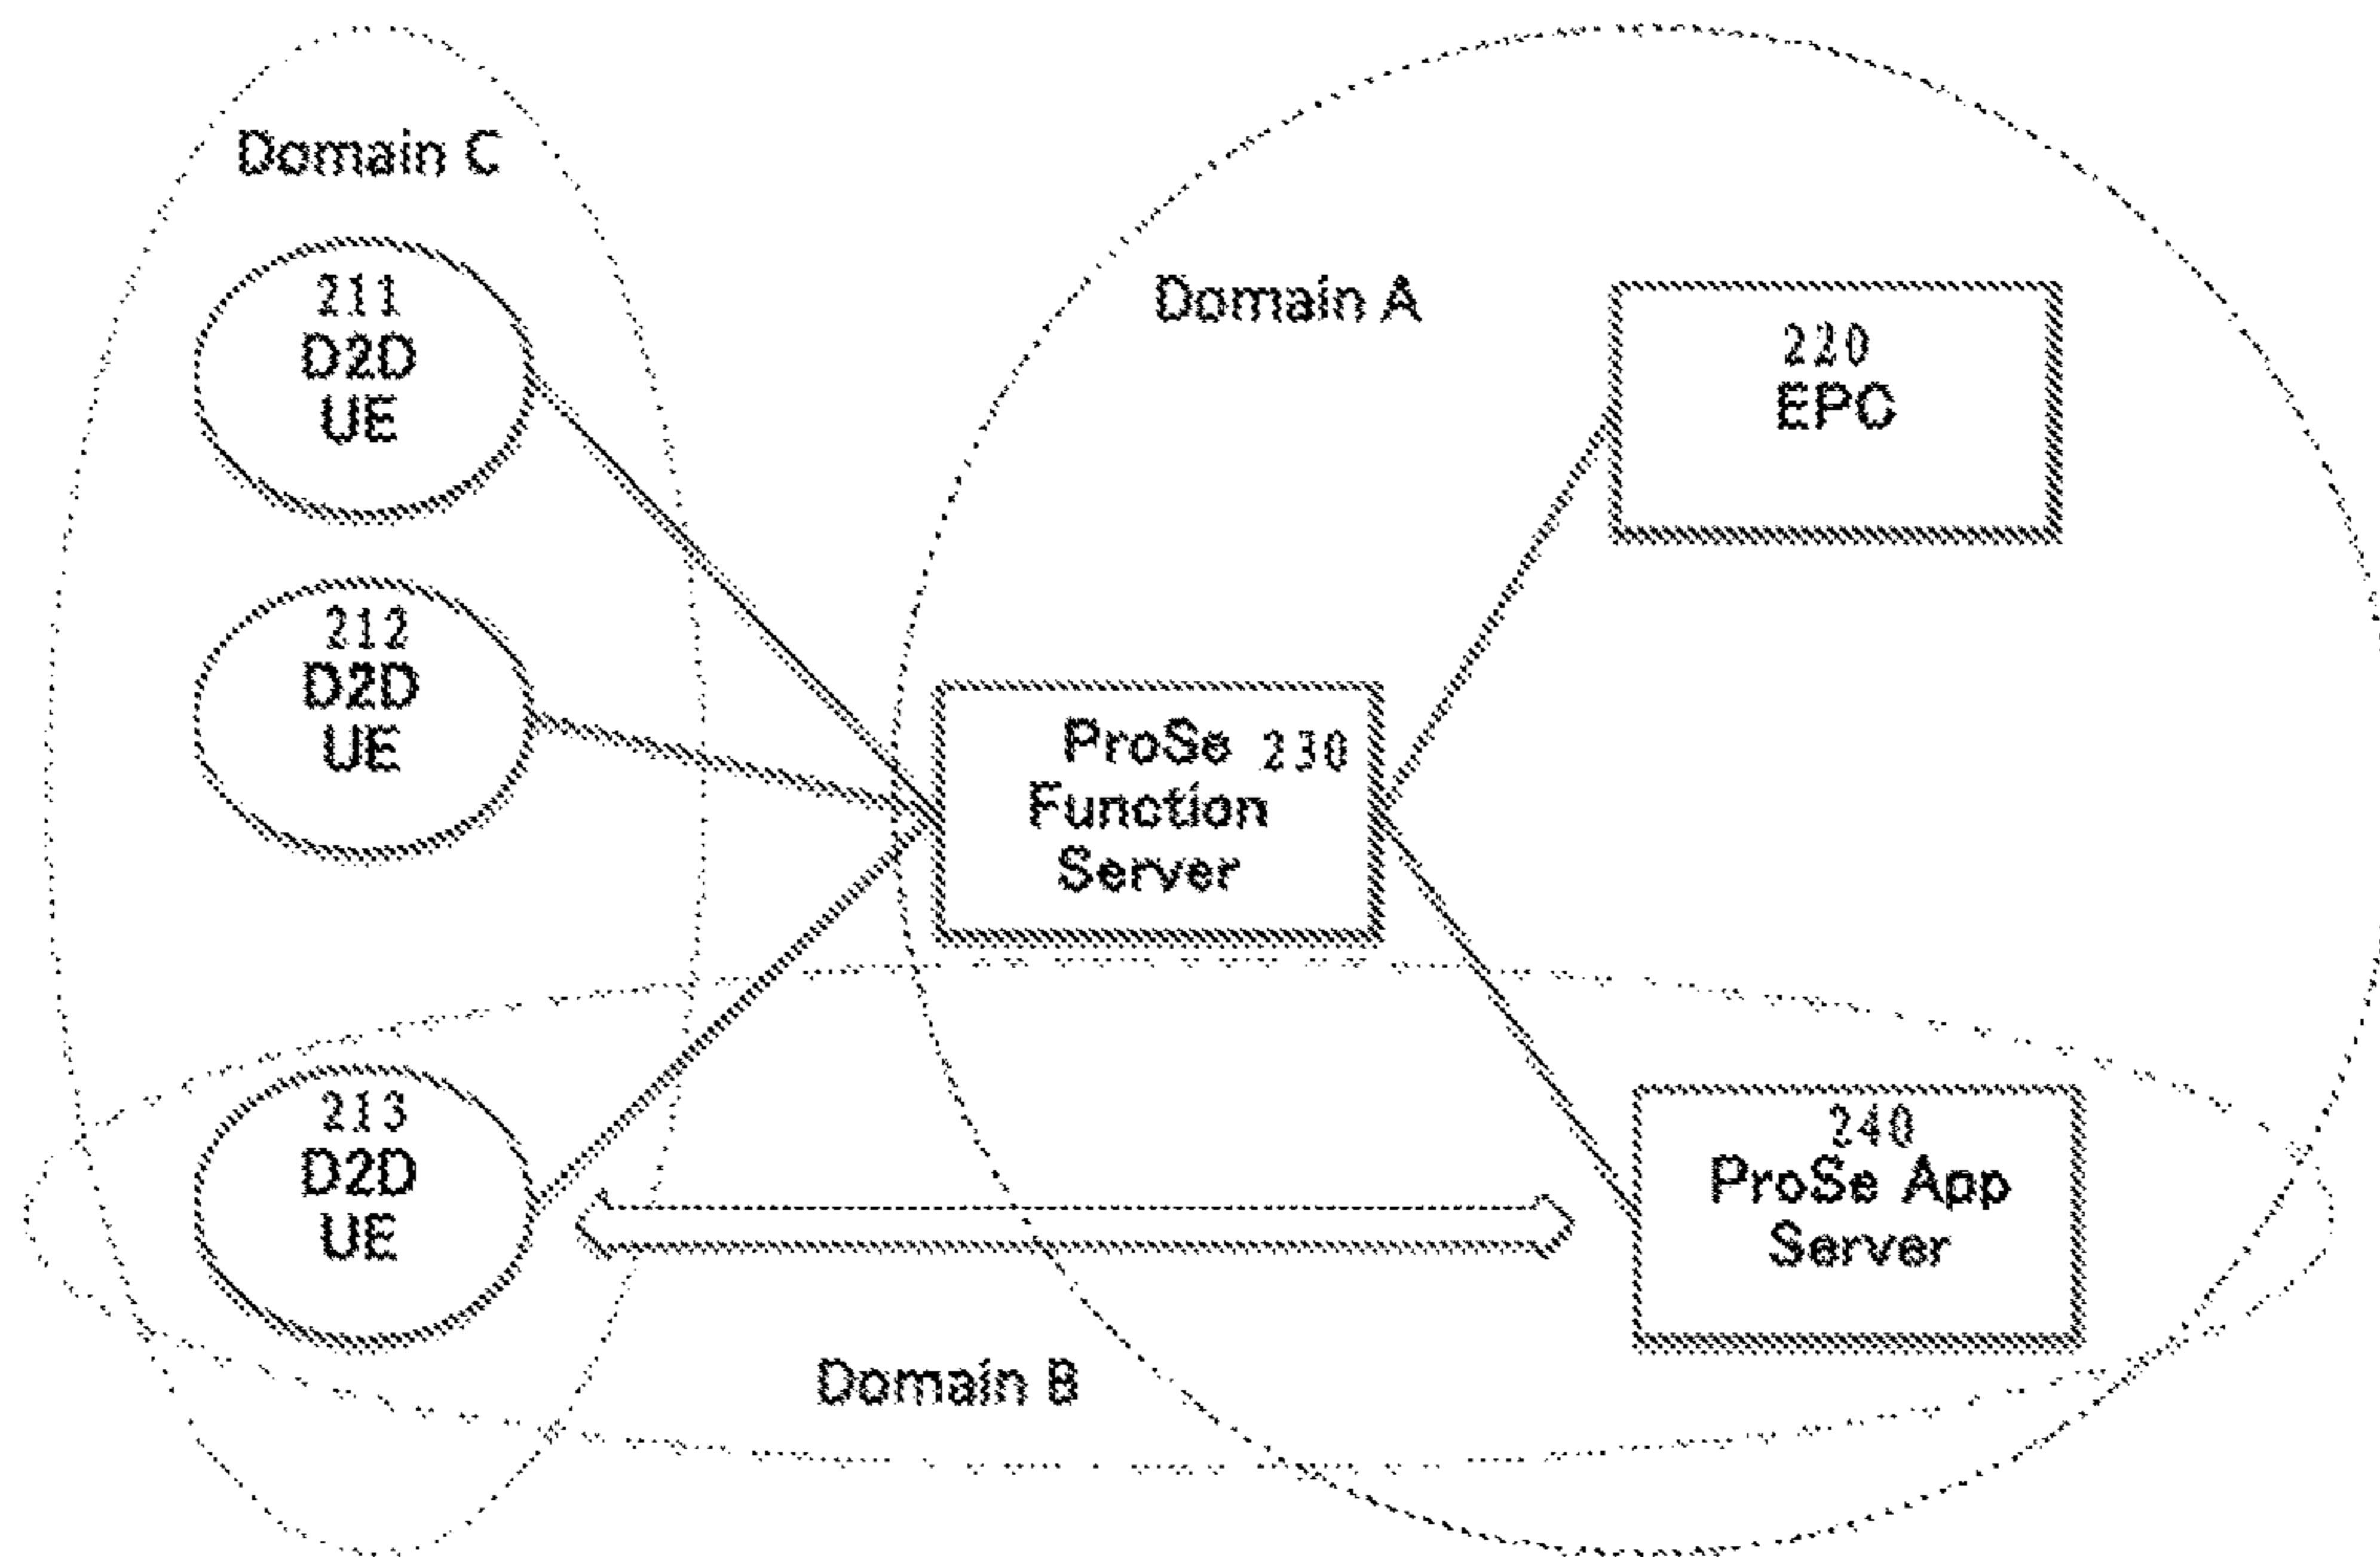 Domain C
211
D2D
UE
212
D2D
UE
213
D2D
UE
Domain A
220
EPC
ProSe 230
Function
Server
240
ProSe App
Server
Domain B